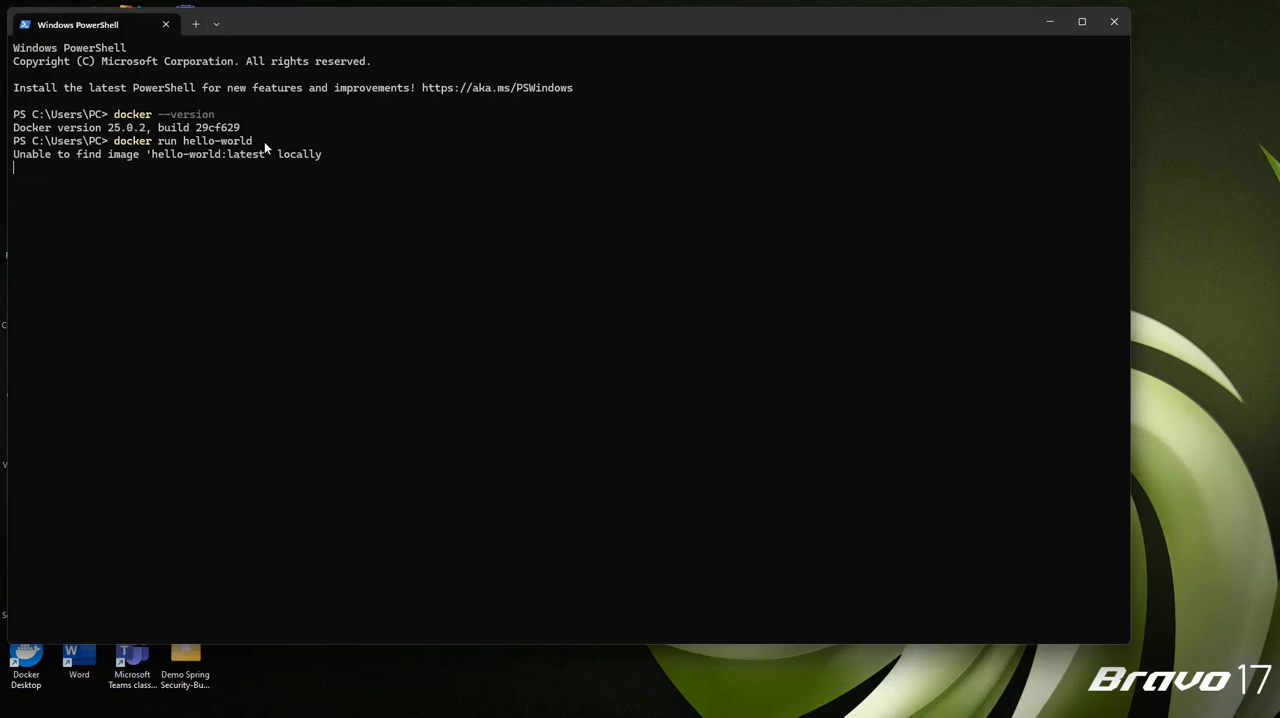 Windows PowerShell
Windows PowerShell
Copyright (C) Microsoft Corporation. All rights reserved.
Install the latest PowerShell for new features and improvements! https://aka.ms/PSWindows
PS C:\Users\PC> docker --version
Docker version 25.0.2, build 29cf629
PS C:\Users\PC> docker run hello-world
Unable to find image 'hello-world:latest' locally
Docker Desktop
Word
Microsoft Teams class...
Demo Spring Security-Bu...
Bravo 17